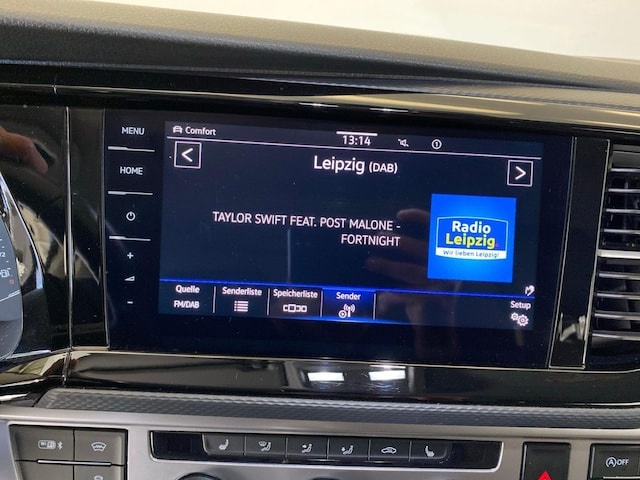 MENU
HOME
Comfort
13:14
Leipzig (DAB)
TAYLOR SWIFT FEAT. POST MALONE -
FORTNIGHT
Radio
Leipzig
Wir lieben Leipzig!
Quelle
FM/DAB
Senderliste
Speicherliste
Sender
Setup
A OFF